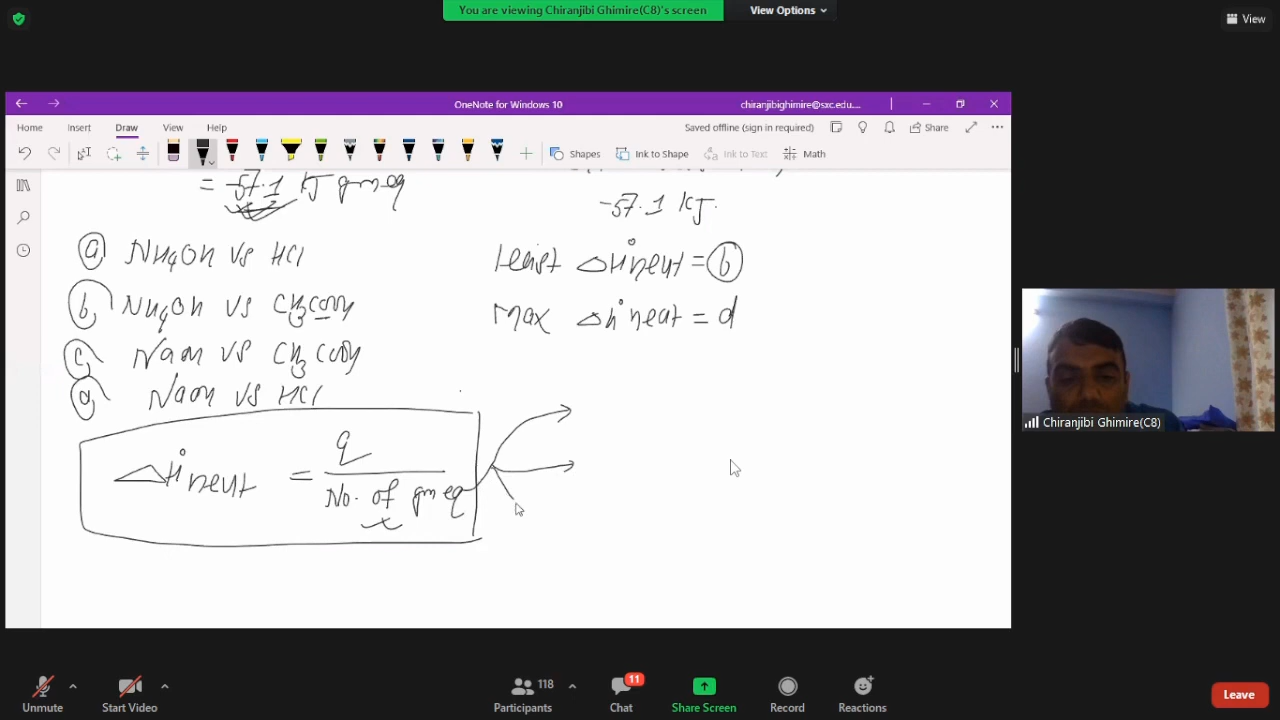 You are viewing Chiranjibi Ghimire(C8)'s screen
View Options
View
OneNote for Windows 10
chiranjibighimire@sxc.edu....
Home Insert Draw View Help
Saved offline (sign in required)
Share
Shapes
Ink to Shape
Ink to Text
Math
= -57.1 KJ gmeq
-57.1 KJ.
a NH4OH vs HCl
Least ΔH neut = b
b NH4OH vs CH3COOH
Max ΔH neut = d
c NaOH vs CH3COOH
NaOH vs HCl
ΔH neut = q
No. of gm eq
Chiranjibi Ghimire(C8)
Unmute
Start Video
118
Participants
11
Chat
Share Screen
Record
Reactions
Leave